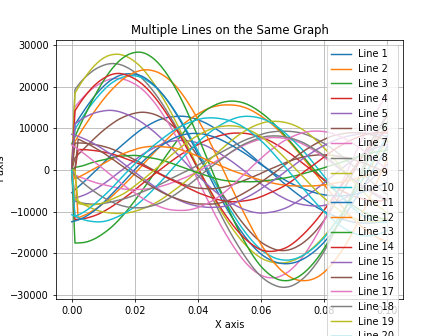 Multiple Lines on the Same Graph
30000
20000
10000
0
-10000
-20000
-30000
0.00
0.02
0.04
0.06
0.08
X axis
axis
Line 1
Line 2
Line 3
Line 4
Line 5
Line 6
Line 7
Line 8
Line 9
Line 10
Line 11
Line 12
Line 13
Line 14
Line 15
Line 16
Line 17
Line 18
Line 19